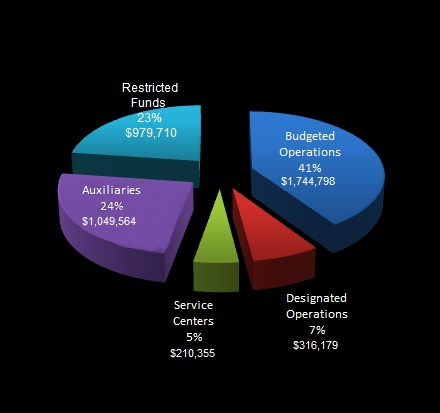 Restricted
Funds
23%
$979,710
Budgeted
Operations
41%
$1,744,798
Auxiliaries
24%
$1,049,564
Service
Centers
5%
$210,355
Designated
Operations
7%
$316,179